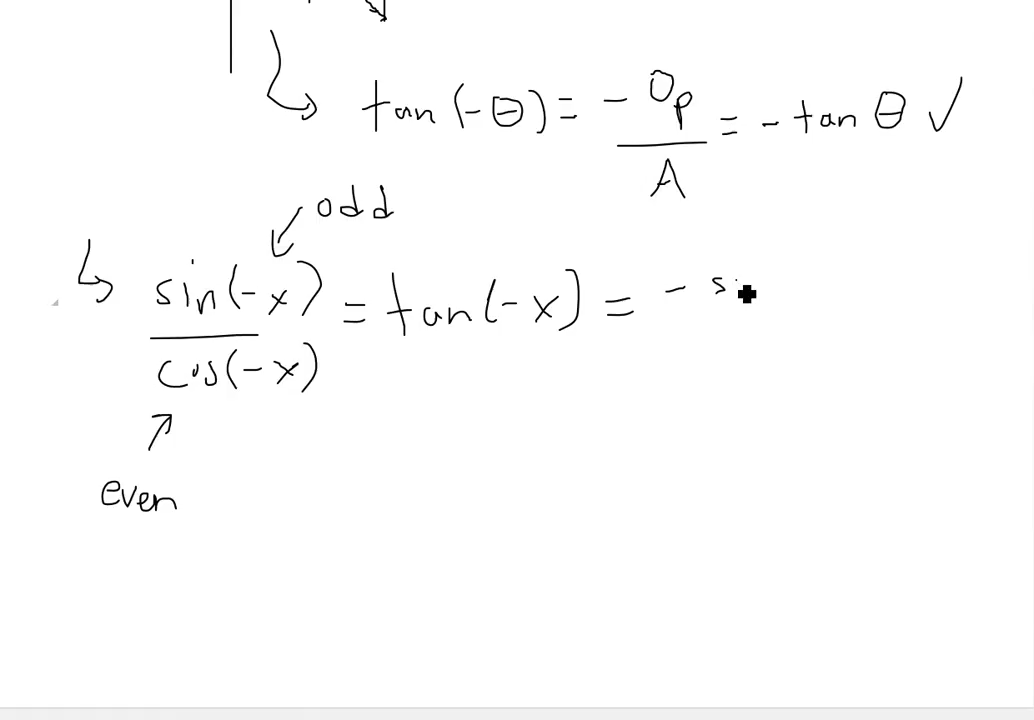 tan(-θ) = -Op/A = -tan θ ✓
odd
sin(-x)/cos(-x) = tan(-x) = - s
even